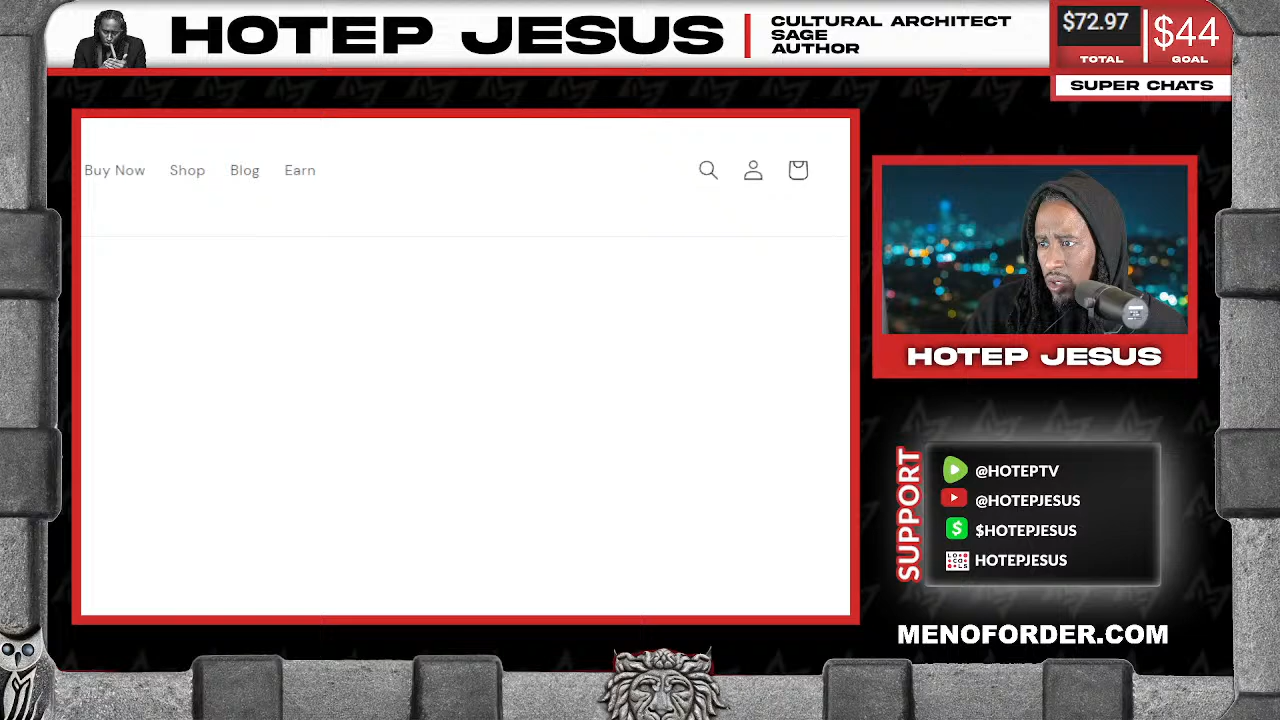 HOTEP JESUS
CULTURAL ARCHITECT
SAGE
AUTHOR
$72.97
TOTAL
$44
GOAL
SUPER CHATS
Buy Now
Shop
Blog
Earn
HOTEP JESUS
SUPPORT
@HOTEPTV
@HOTEPJESUS
$HOTEPJESUS
LOCALS
HOTEPJESUS
MENOFORDER.COM